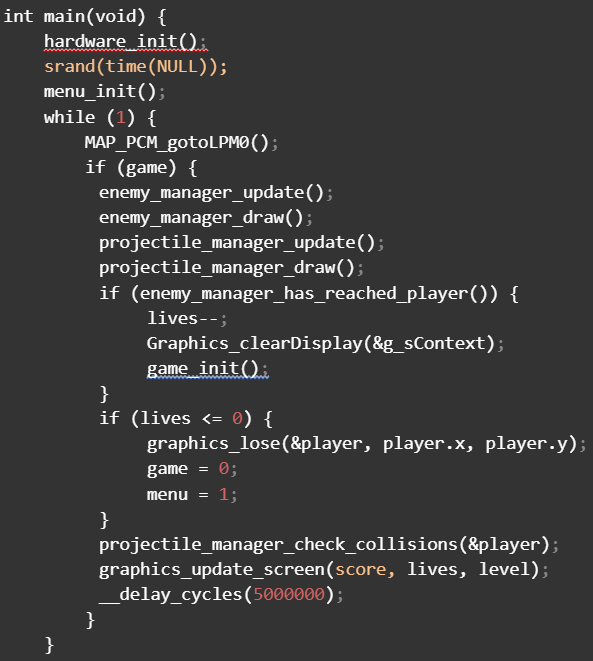 int main(void) {
    hardware_init();
    srand(time(NULL));
    menu_init();
    while (1) {
        MAP_PCM_gotoLPM0();
        if (game) {
         enemy_manager_update();
         enemy_manager_draw();
         projectile_manager_update();
         projectile_manager_draw();
         if (enemy_manager_has_reached_player()) {
              lives--;
              Graphics_clearDisplay(&g_sContext);
              game_init();
         }
         if (lives <= 0) {
              graphics_lose(&player, player.x, player.y);
              game = 0;
              menu = 1;
         }
         projectile_manager_check_collisions(&player);
         graphics_update_screen(score, lives, level);
         __delay_cycles(5000000);
        }
    }